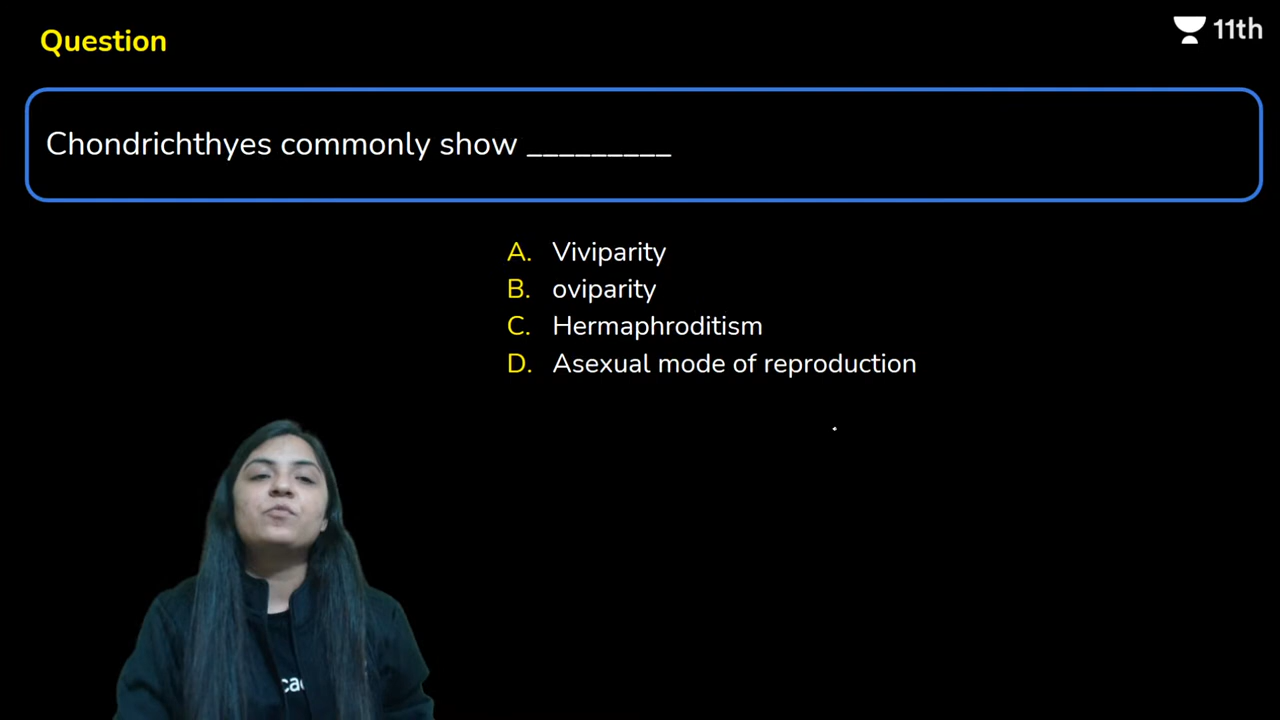 Question
11th
Chondrichthyes commonly show _________
A. Viviparity
B. oviparity
C. Hermaphroditism
D. Asexual mode of reproduction